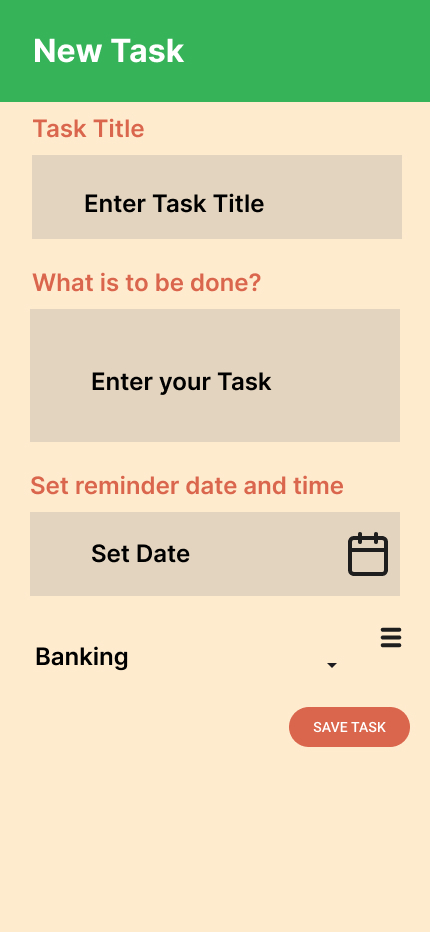 New Task
Task Title
Enter Task Title
What is to be done?
Enter your Task
Set reminder date and time
Set Date
Banking
SAVE TASK